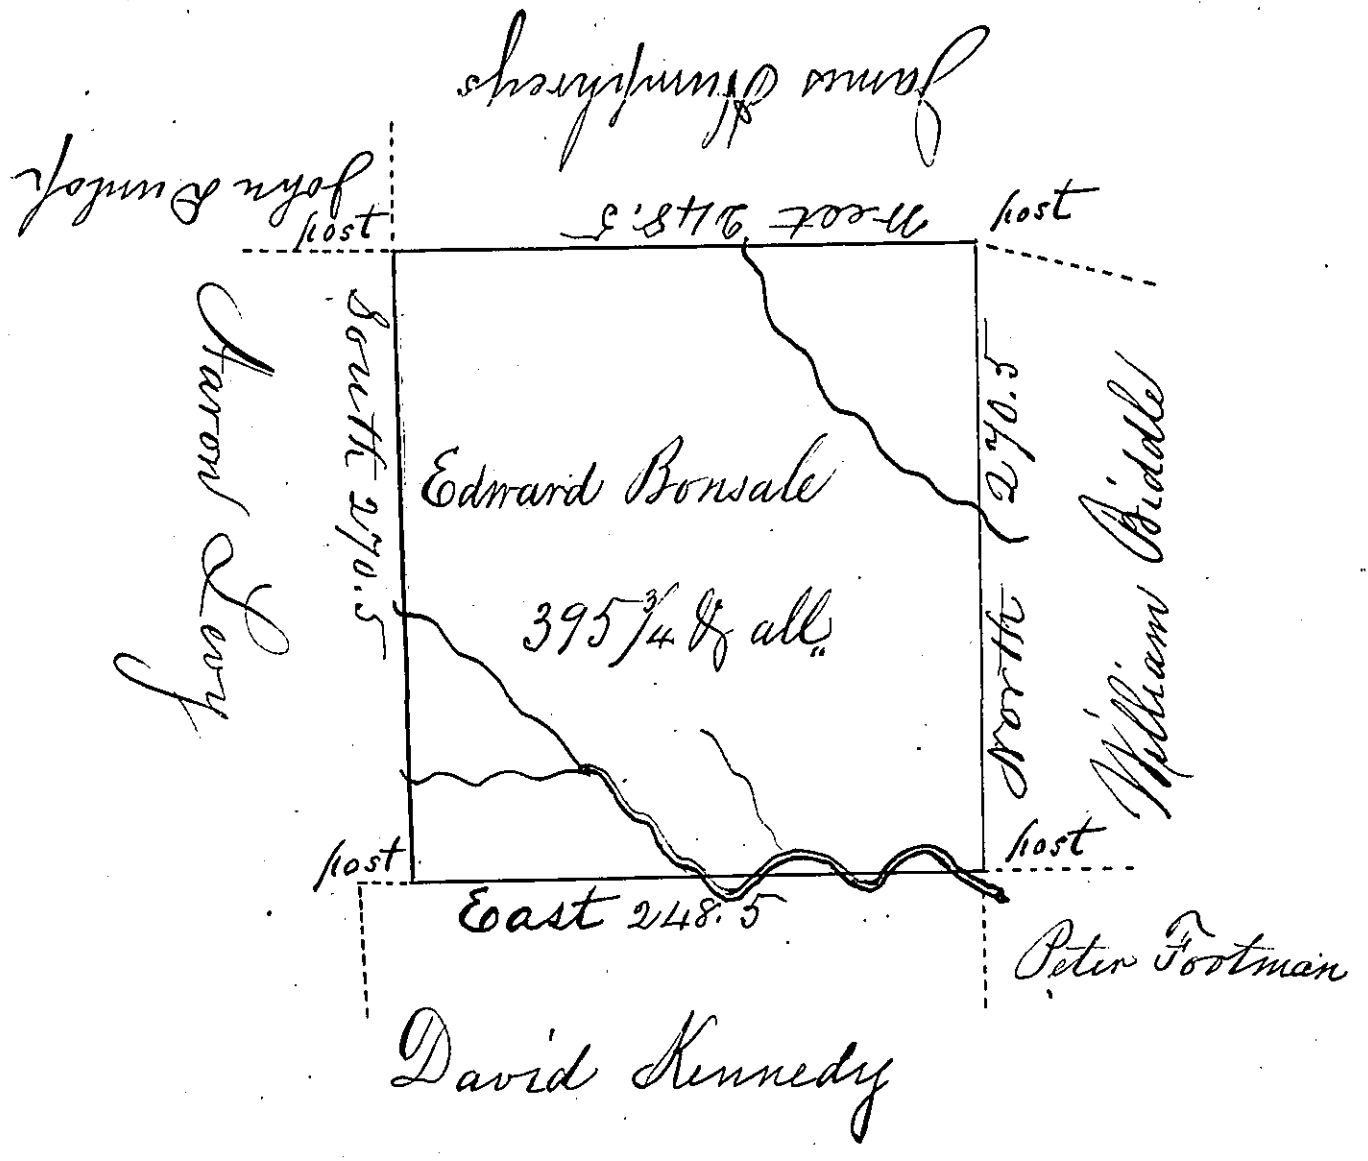 James Humphreys
John Dunlop
post
West 248.5
post
Aaron Levy
South 270.5
Edward Bonsale
395 3/4 & all.
North 270.5
William Biddle
post
East 248.5
post
Peter Footman
David Kennedy